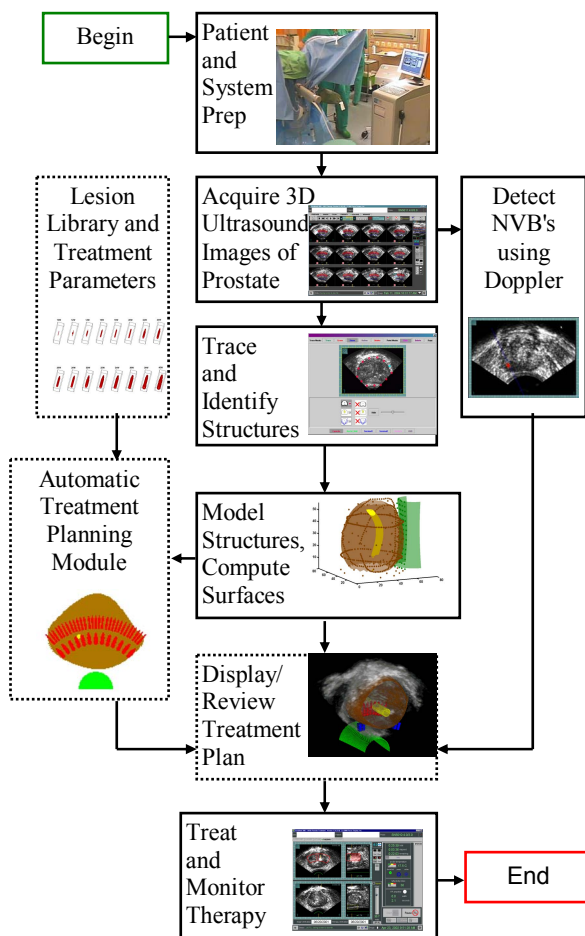 Begin
Patient
and
System
Prep
Lesion
Library and
Treatment
Parameters
Acquire 3D
Ultrasound
Images of
Prostate
Detect
NVB's
using
Doppler
Trace
and
Identify
Structures
Automatic
Treatment
Planning
Module
Model
Structures,
Compute
Surfaces
Display/
Review
Treatment
Plan
Treat
and
Monitor
Therapy
End